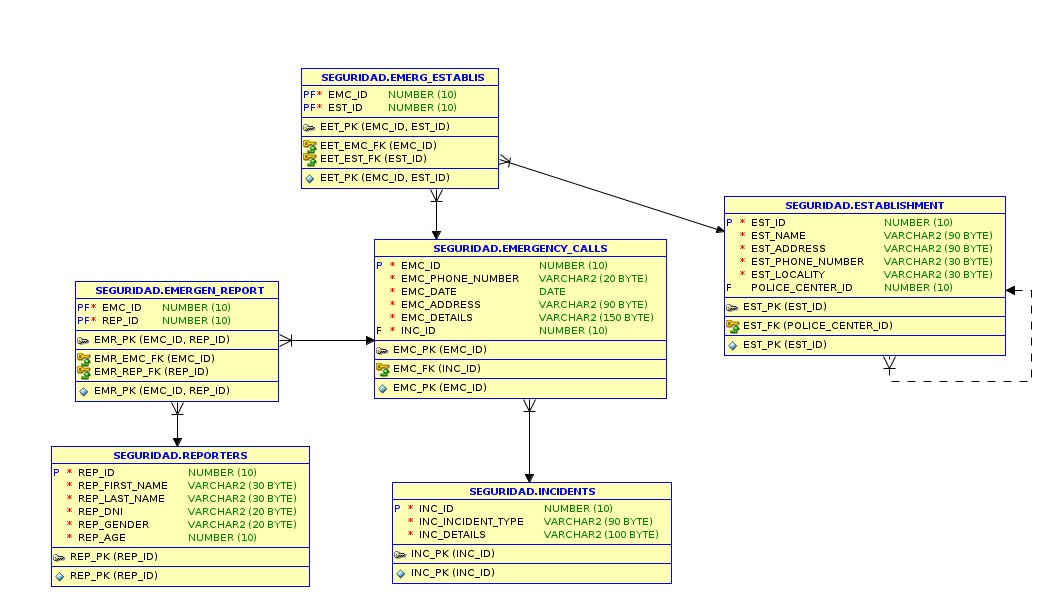 SEGURIDAD.EMERG_ESTABLIS
PF* EMC_ID NUMBER (10)
PF* EST_ID NUMBER (10)
EET_PK (EMC_ID, EST_ID)
EET_EMC_FK (EMC_ID)
EET_EST_FK (EST_ID)
EET_PK (EMC_ID, EST_ID)
SEGURIDAD.ESTABLISHMENT
P * EST_ID NUMBER (10)
* EST_NAME VARCHAR2 (90 BYTE)
* EST_ADDRESS VARCHAR2 (90 BYTE)
* EST_PHONE_NUMBER VARCHAR2 (30 BYTE)
* EST_LOCALITY VARCHAR2 (30 BYTE)
F POLICE_CENTER_ID NUMBER (10)
EST_PK (EST_ID)
EST_FK (POLICE_CENTER_ID)
EST_PK (EST_ID)
SEGURIDAD.EMERGENCY_CALLS
P * EMC_ID NUMBER (10)
* EMC_PHONE_NUMBER VARCHAR2 (20 BYTE)
* EMC_DATE DATE
* EMC_ADDRESS VARCHAR2 (90 BYTE)
* EMC_DETAILS VARCHAR2 (150 BYTE)
F * INC_ID NUMBER (10)
EMC_PK (EMC_ID)
EMC_FK (INC_ID)
EMC_PK (EMC_ID)
SEGURIDAD.EMERGEN_REPORT
PF* EMC_ID NUMBER (10)
PF* REP_ID NUMBER (10)
EMR_PK (EMC_ID, REP_ID)
EMR_EMC_FK (EMC_ID)
EMR_REP_FK (REP_ID)
EMR_PK (EMC_ID, REP_ID)
SEGURIDAD.REPORTERS
P * REP_ID NUMBER (10)
* REP_FIRST_NAME VARCHAR2 (30 BYTE)
* REP_LAST_NAME VARCHAR2 (30 BYTE)
* REP_DNI VARCHAR2 (20 BYTE)
* REP_GENDER VARCHAR2 (20 BYTE)
* REP_AGE NUMBER (10)
REP_PK (REP_ID)
REP_PK (REP_ID)
SEGURIDAD.INCIDENTS
P * INC_ID NUMBER (10)
* INC_INCIDENT_TYPE VARCHAR2 (90 BYTE)
* INC_DETAILS VARCHAR2 (100 BYTE)
INC_PK (INC_ID)
INC_PK (INC_ID)